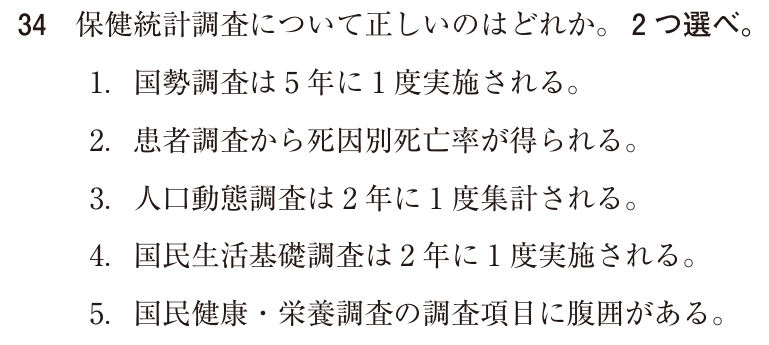 34 保健統計調査について正しいのはどれか。2つ選べ。
1. 国勢調査は5年に1度実施される。
2. 患者調査から死因別死亡率が得られる。
3. 人口動態調査は2年に1度集計される。
4. 国民生活基礎調査は2年に1度実施される。
5. 国民健康・栄養調査の調査項目に腹囲がある。